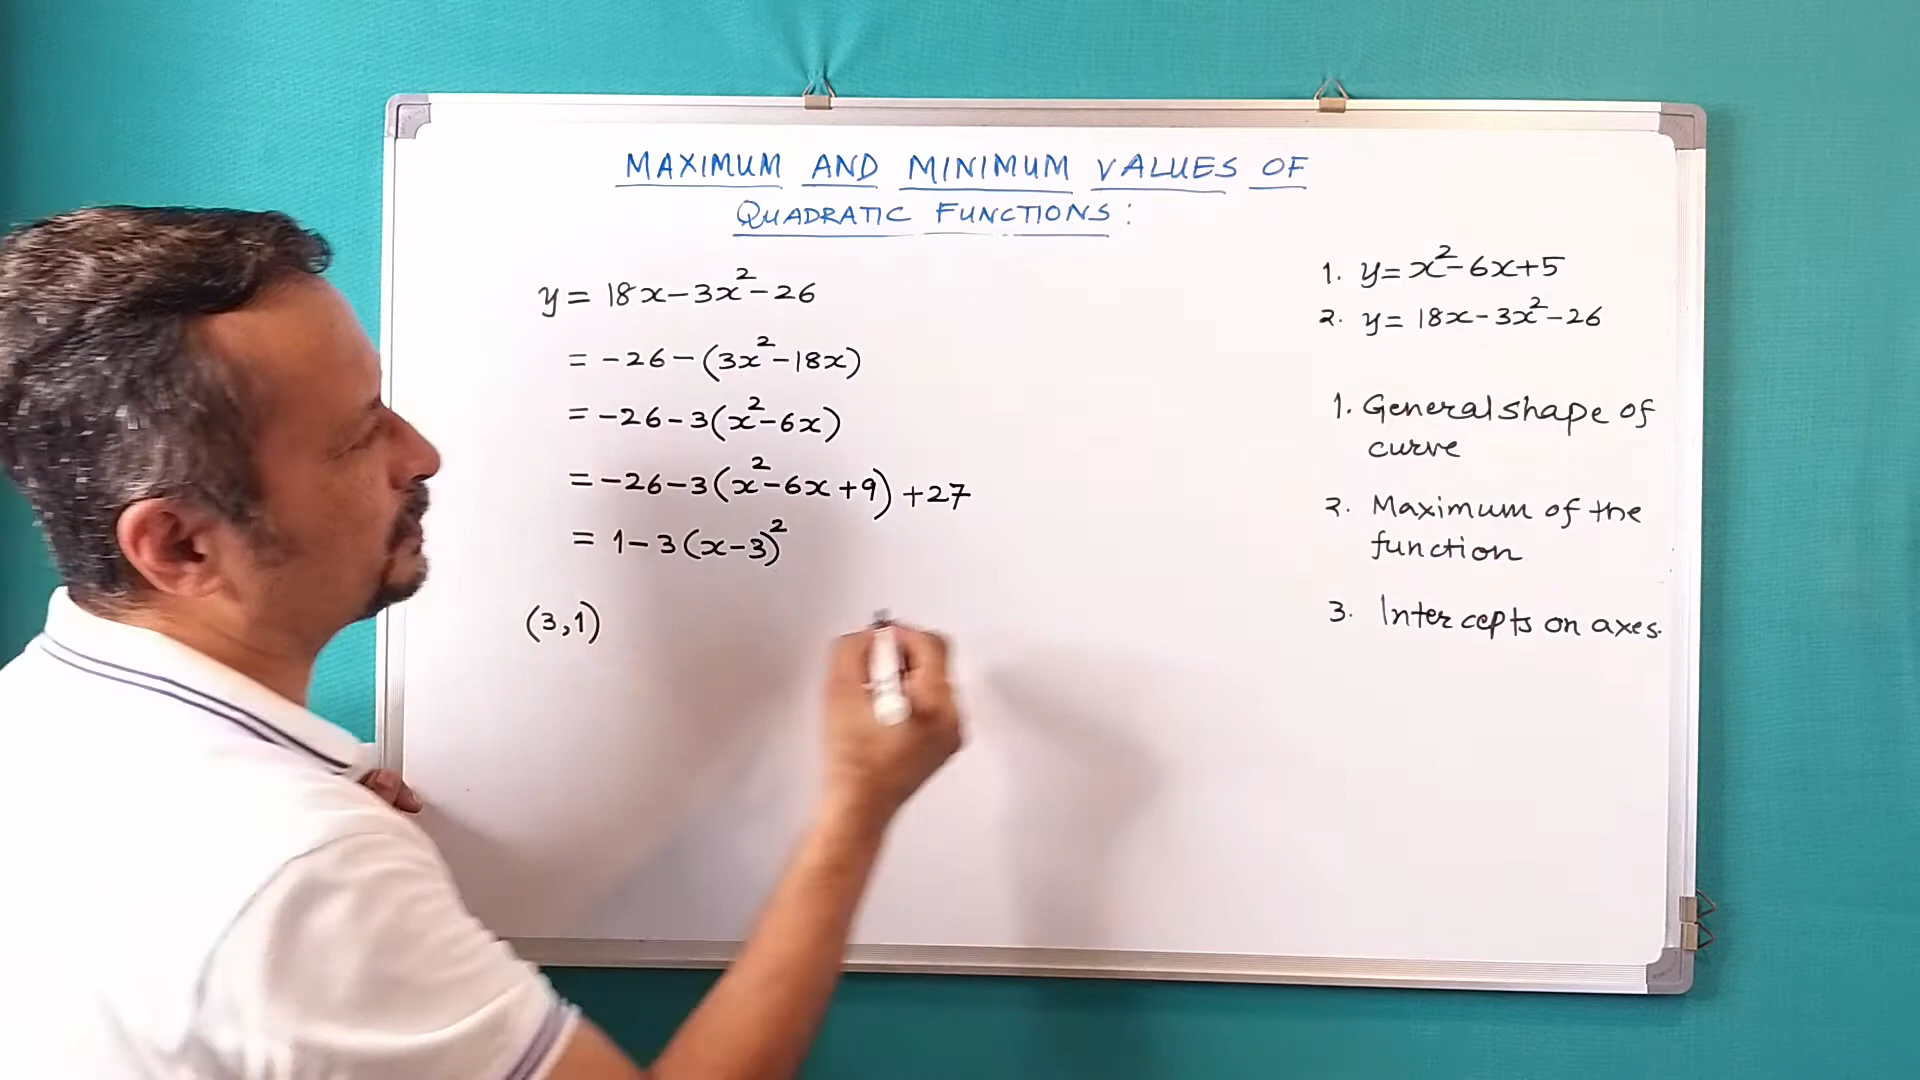 MAXIMUM AND MINIMUM VALUES OF
QUADRATIC FUNCTIONS:
y = 18x-3x²-26
= -26-(3x²-18x)
= -26-3(x²-6x)
= -26-3(x²-6x+9)+27
= 1-3(x-3)²
(3,1)
1. y=x²-6x+5
2. y= 18x-3x²-26
1. General shape of
curve
2. Maximum of the
function
3. Intercepts on axes.